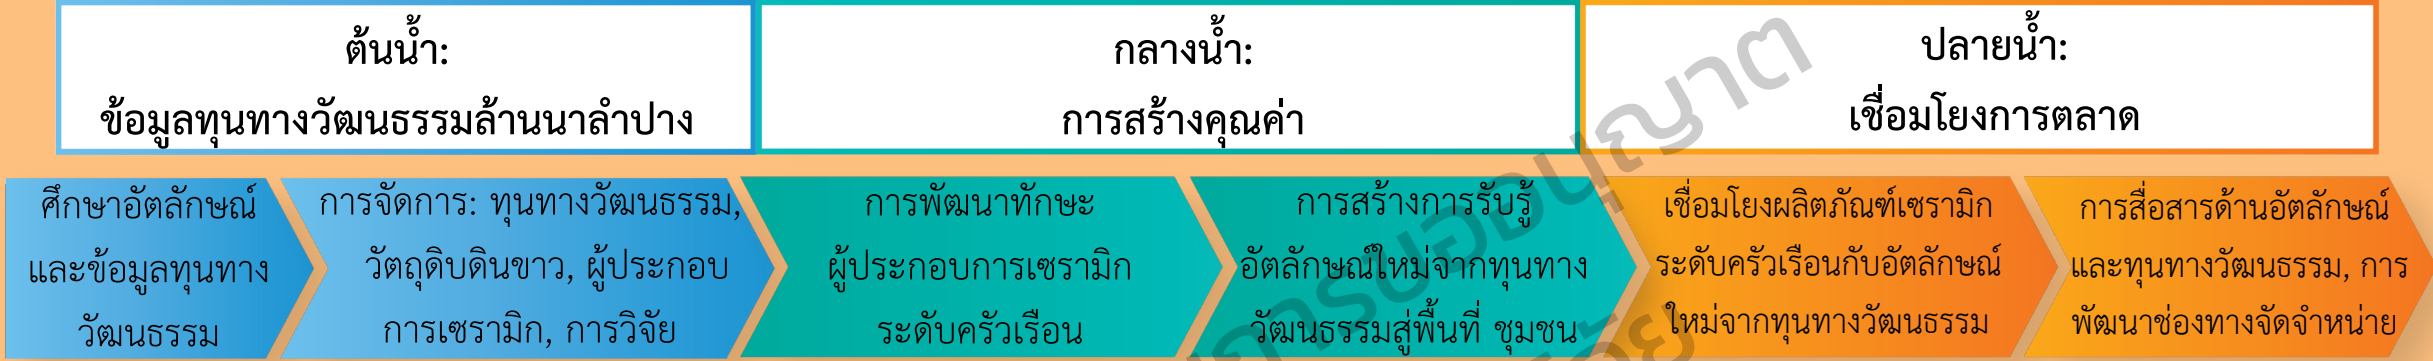 ต้นน้ำ:
ข้อมูลทุนทางวัฒนธรรมล้านนาลำปาง
กลางน้ำ:
การสร้างคุณค่า
ปลายน้ำ:
เชื่อมโยงการตลาด
ศึกษาอัตลักษณ์
และข้อมูลทุนทาง
วัฒนธรรม
การจัดการ: ทุนทางวัฒนธรรม,
วัตถุดิบดินขาว, ผู้ประกอบ
การเซรามิก, การวิจัย
การพัฒนาทักษะ
ผู้ประกอบการเซรามิก
ระดับครัวเรือน
การสร้างการรับรู้
อัตลักษณ์ใหม่จากทุนทาง
วัฒนธรรมสู่พื้นที่ ชุมชน
เชื่อมโยงผลิตภัณฑ์เซรามิก
ระดับครัวเรือนกับอัตลักษณ์
ใหม่จากทุนทางวัฒนธรรม
การสื่อสารด้านอัตลักษณ์
และทุนทางวัฒนธรรม, การ
พัฒนาช่องทางจัดจำหน่าย